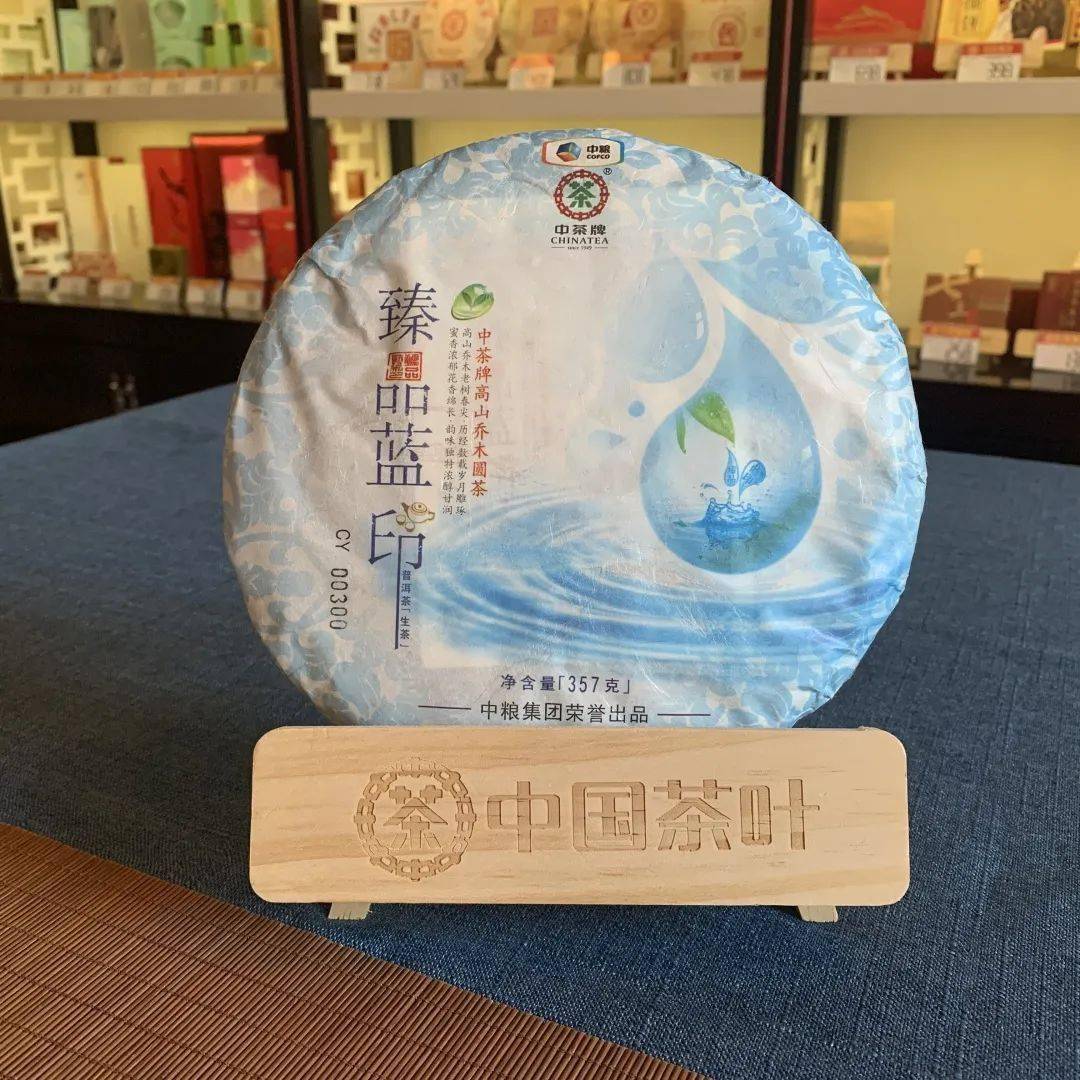 中粮
COFCO
茶
®
中茶牌
CHINATEA
since 1949
臻品蓝印
中茶牌高山乔木圆茶
高山乔木老树春尖·历经数载岁月雕琢
蜜香浓郁花香绵长·韵味独特浓醇甘润
普洱茶「生茶」
CY 00300
净含量「357克」
中粮集团荣誉出品
茶
中国茶叶